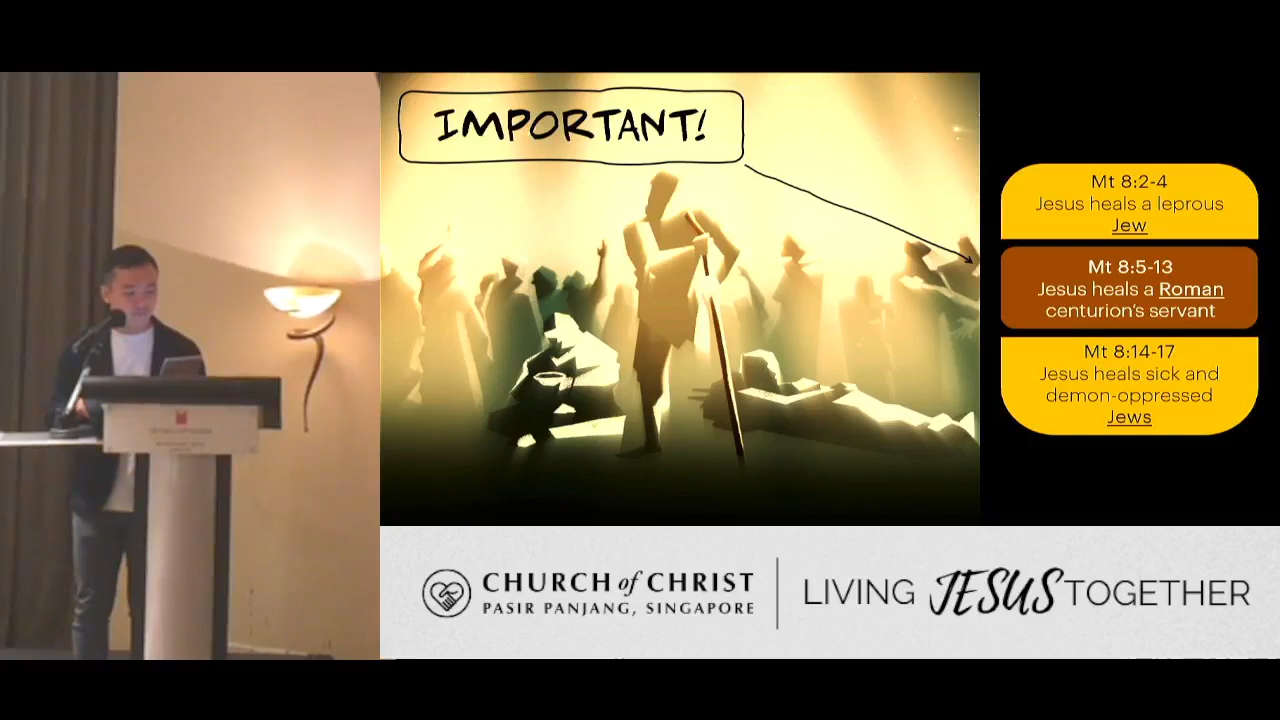 IMPORTANT!
Mt 8:2-4
Jesus heals a leprous
Jew
Mt 8:5-13
Jesus heals a Roman
centurion's servant
Mt 8:14-17
Jesus heals sick and
demon-oppressed
Jews
CHURCH of CHRIST
PASIR PANJANG, SINGAPORE
LIVING JESUS TOGETHER